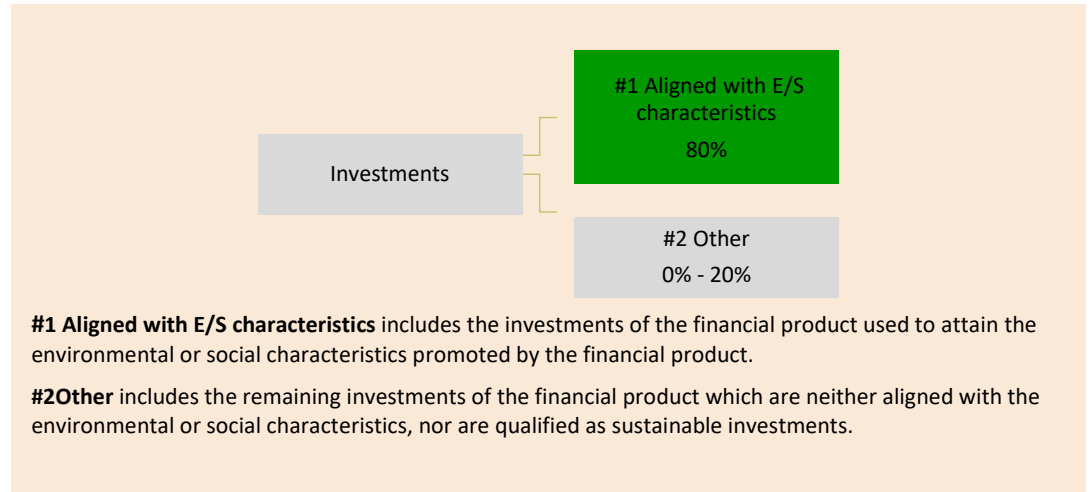 #1 Aligned with E/S
characteristics
80%
Investments
#2 Other
0% - 20%
#1 Aligned with E/S characteristics includes the investments of the financial product used to attain the
environmental or social characteristics promoted by the financial product.
#2Other includes the remaining investments of the financial product which are neither aligned with the
environmental or social characteristics, nor are qualified as sustainable investments.